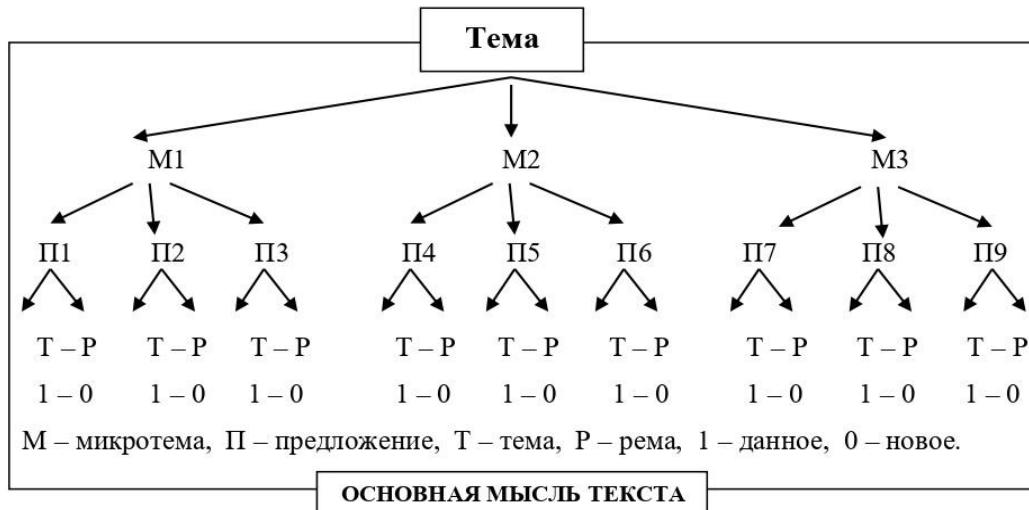 Тема
М1 М2 М3
П1 П2 П3 П4 П5 П6 П7 П8 П9
Т – Р Т – Р Т – Р Т – Р Т – Р Т – Р Т – Р Т – Р Т – Р
1 – 0 1 – 0 1 – 0 1 – 0 1 – 0 1 – 0 1 – 0 1 – 0 1 – 0
М – микротема, П – предложение, Т – тема, Р – рема, 1 – данное, 0 – новое.
ОСНОВНАЯ МЫСЛЬ ТЕКСТА